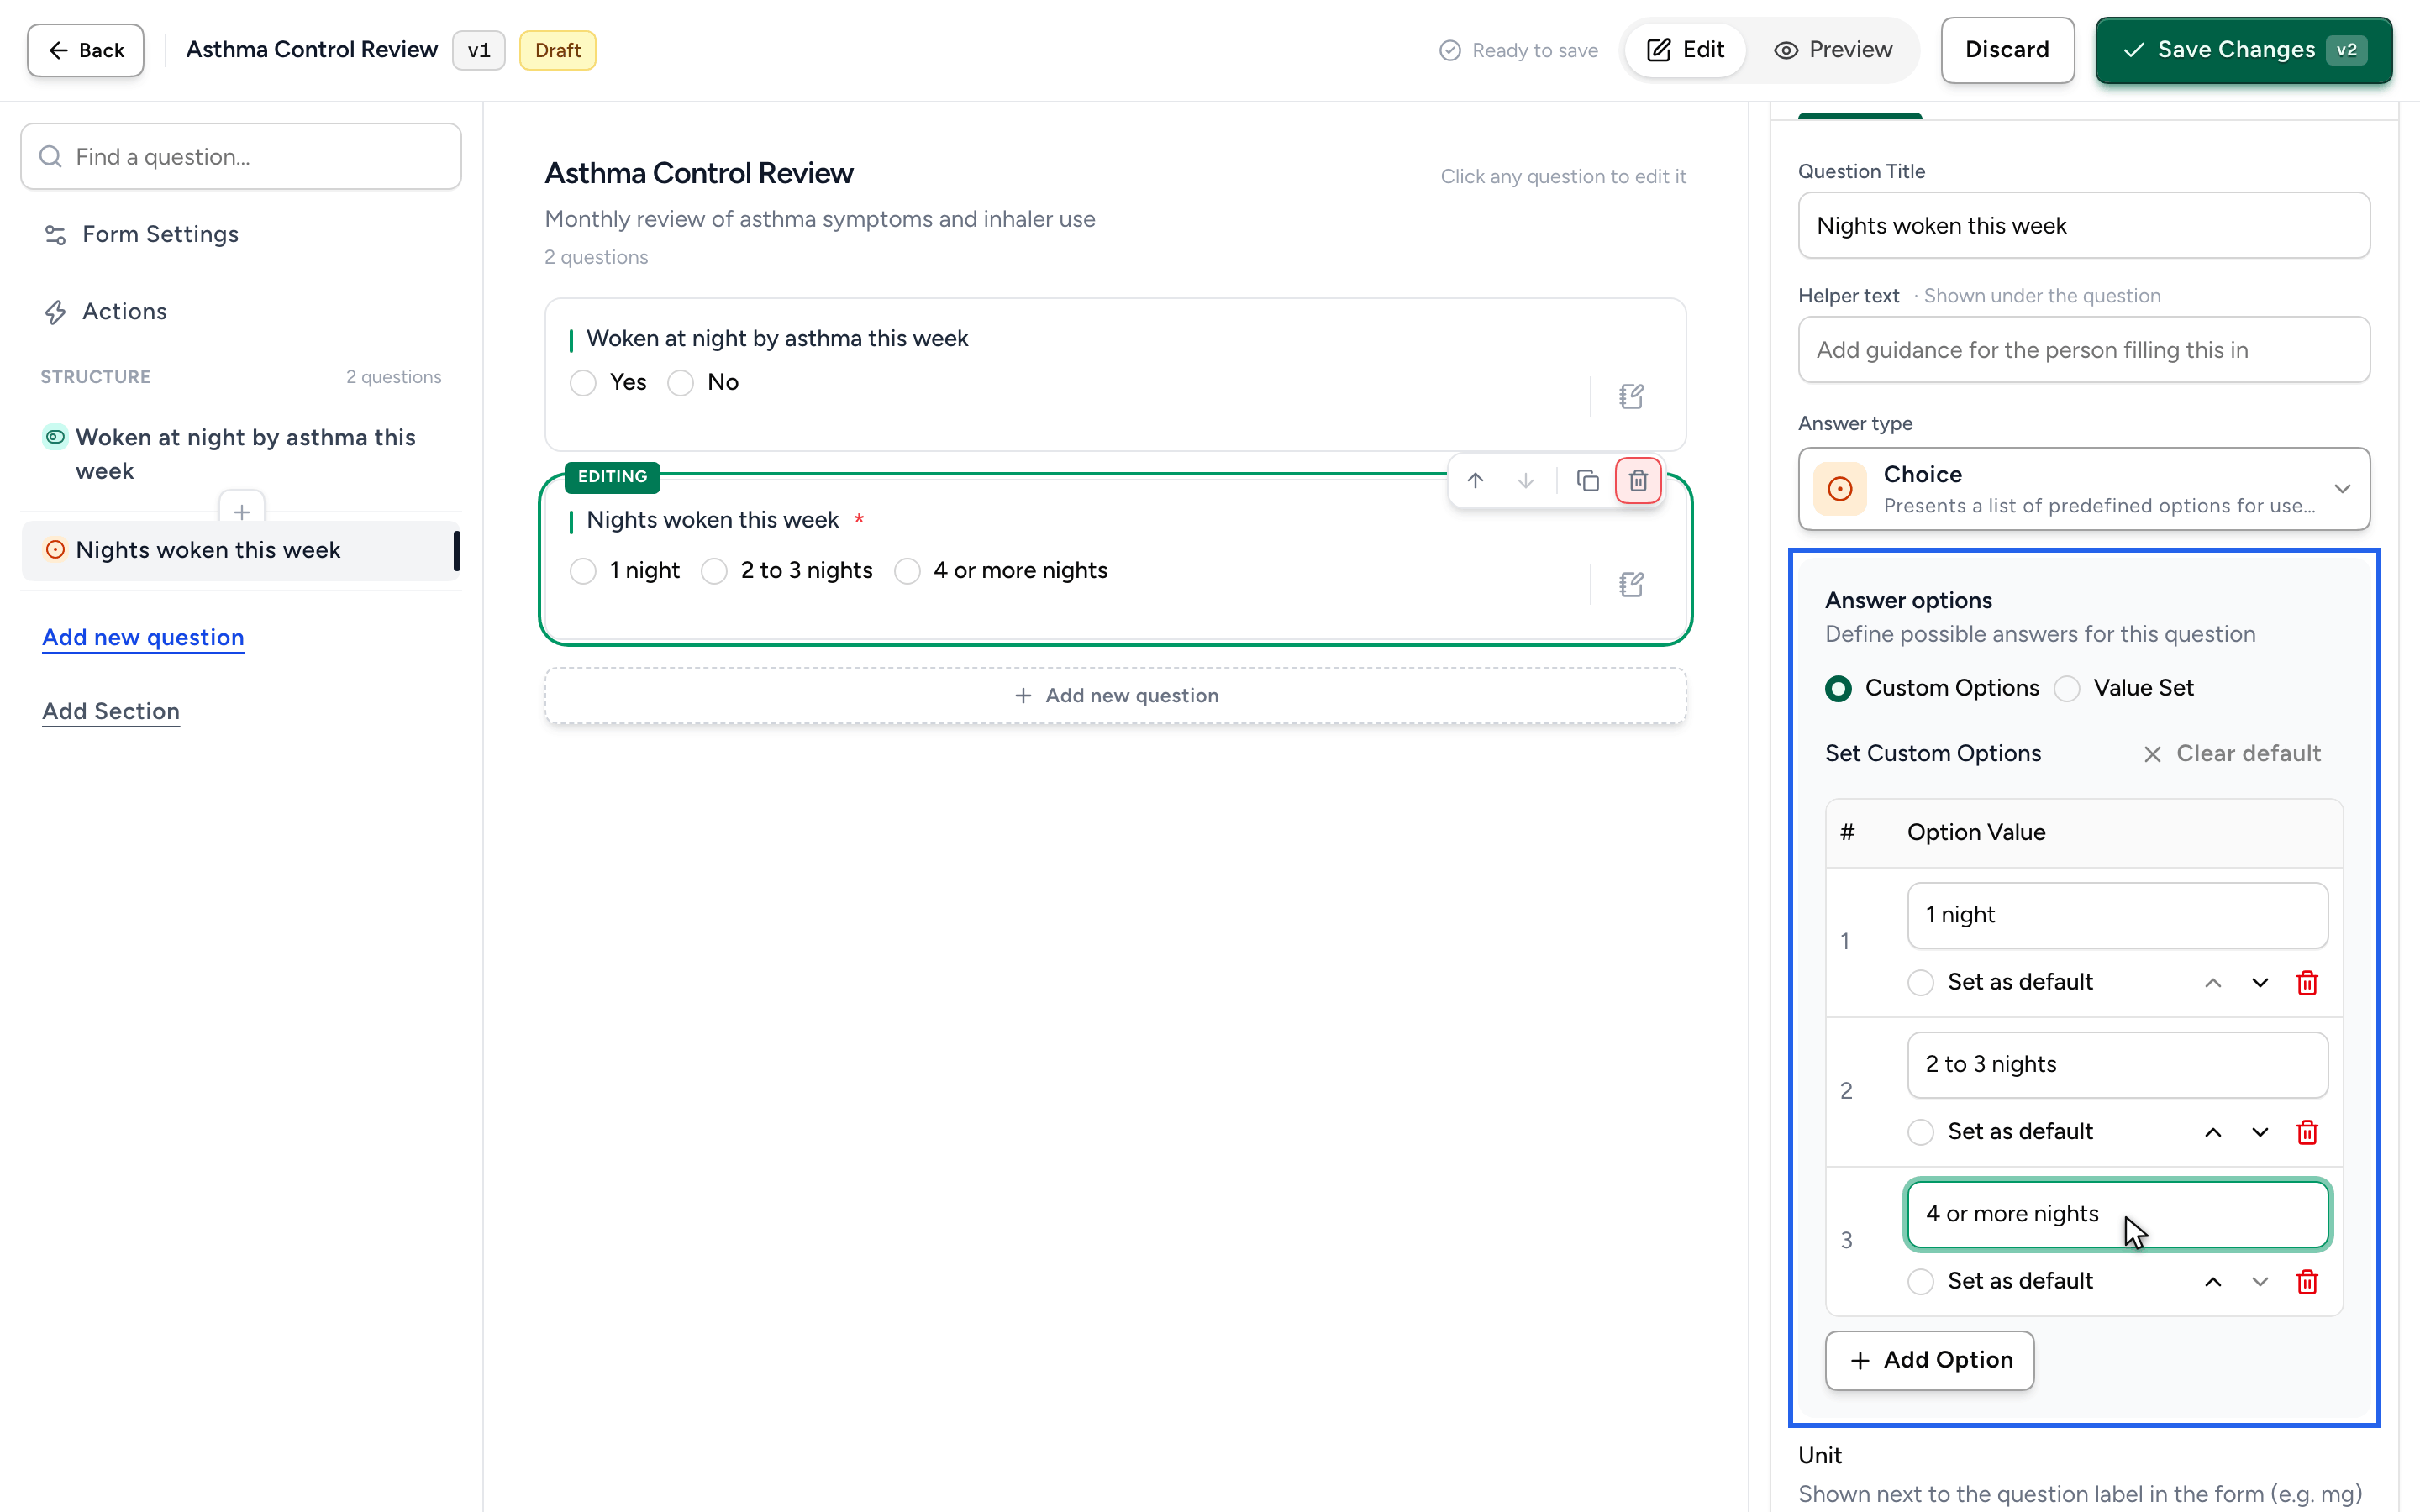 Back
Asthma Control Review
v1
Draft
Ready to save
Edit
Preview
Discard
Save Changes v2
Find a question...
Form Settings
Actions
STRUCTURE
2 questions
Woken at night by asthma this
week
Nights woken this week
Add new question
Add Section
Asthma Control Review
Click any question to edit it
Monthly review of asthma symptoms and inhaler use
2 questions
Woken at night by asthma this week
Yes
No
EDITING
Nights woken this week *
1 night
2 to 3 nights
4 or more nights
Add new question
Question Title
Nights woken this week
Helper text · Shown under the question
Add guidance for the person filling this in
Answer type
Choice
Presents a list of predefined options for use...
Answer options
Define possible answers for this question
Custom Options
Value Set
Set Custom Options
Clear default
# Option Value
1
1 night
Set as default
2
2 to 3 nights
Set as default
3
4 or more nights
Set as default
Add Option
Unit
Shown next to the question label in the form (e.g. mg)